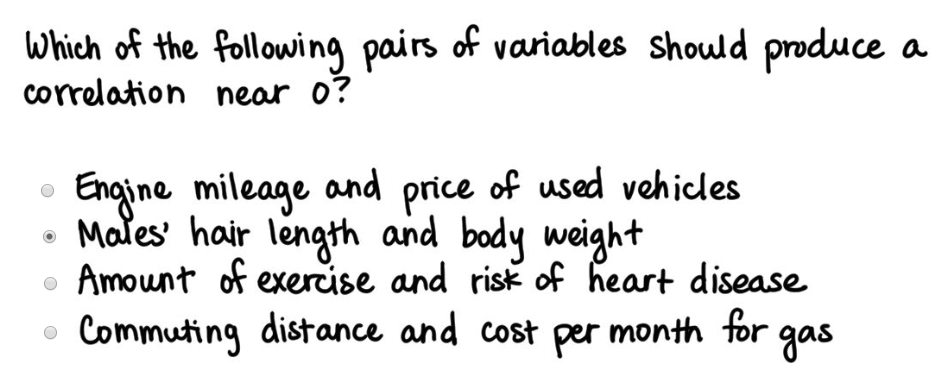 Which of the following pairs of variables should produce a
correlation near 0?
Engine mileage and price of used vehicles
Males' hair length and body weight
Amount of exercise and risk of heart disease
Commuting distance and cost per month for gas